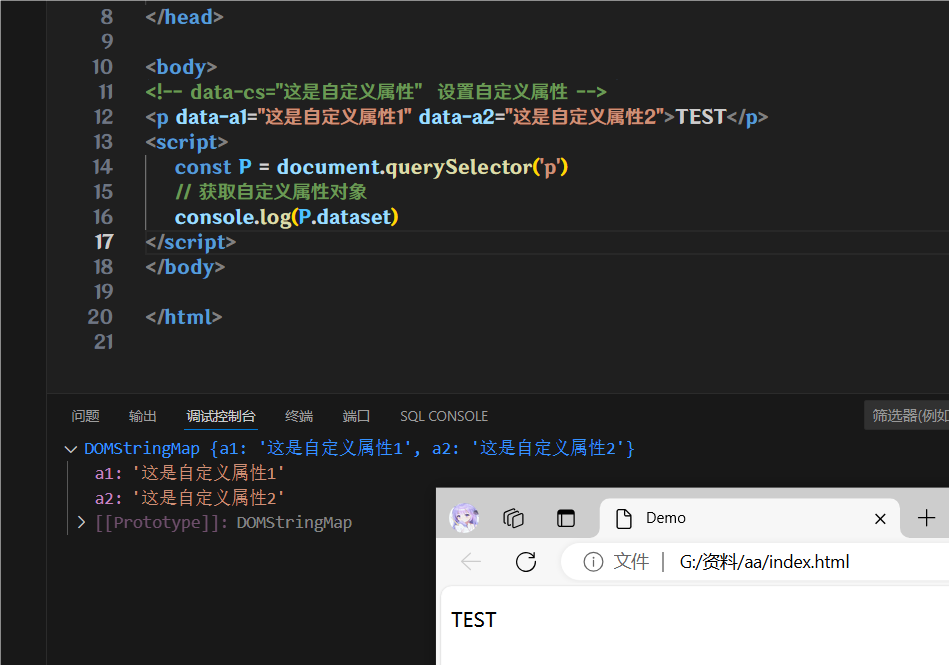 8 </head>
9
10 <body>
11 <!-- data-cs="这是自定义属性" 设置自定义属性 -->
12 <p data-a1="这是自定义属性1" data-a2="这是自定义属性2">TEST</p>
13 <script>
14 const P = document.querySelector('p')
15 // 获取自定义属性对象
16 console.log(P.dataset)
17 </script>
18 </body>
19
20 </html>
21
问题 输出 调试控制台 终端 端口 SQL CONSOLE 筛选器(例如
DOMStringMap {a1: '这是自定义属性1', a2: '这是自定义属性2'}
a1: '这是自定义属性1'
a2: '这是自定义属性2'
[[Prototype]]: DOMStringMap
Demo
文件 G:/资料/aa/index.html
TEST